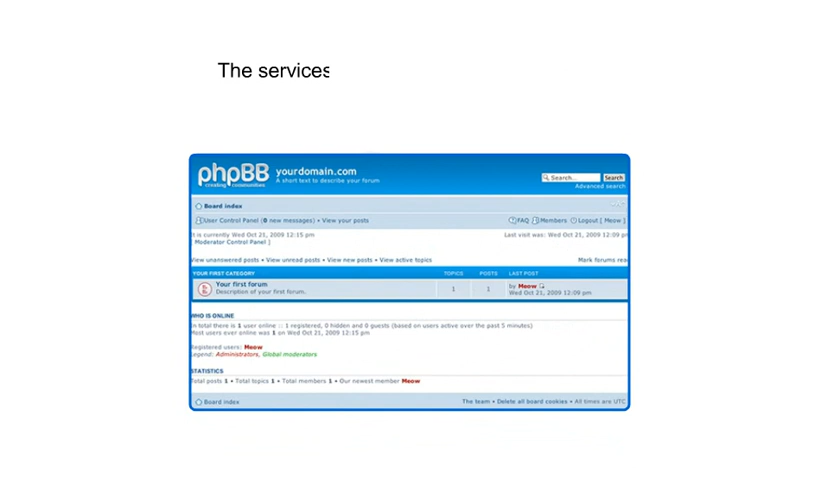 The services
phpBB
creating communities
yourdomain.com
A short text to describe your forum
Search...
Search
Advanced search
Board index
User Control Panel (0 new messages) • View your posts
FAQ Members Logout [ Meow ]
It is currently Wed Oct 21, 2009 12:15 pm
Last visit was: Wed Oct 21, 2009 12:09 pm
[ Moderator Control Panel ]
View unanswered posts • View unread posts • View new posts • View active topics
Mark forums rea
YOUR FIRST CATEGORY TOPICS POSTS LAST POST
Your first forum
Description of your first forum.
1 1
by Meow
Wed Oct 21, 2009 12:09 pm
WHO IS ONLINE
In total there is 1 user online :: 1 registered, 0 hidden and 0 guests (based on users active over the past 5 minutes)
Most users ever online was 1 on Wed Oct 21, 2009 12:15 pm
Registered users: Meow
Legend: Administrators, Global moderators
STATISTICS
Total posts 1 • Total topics 1 • Total members 1 • Our newest member Meow
Board index
The team • Delete all board cookies • All times are UTC